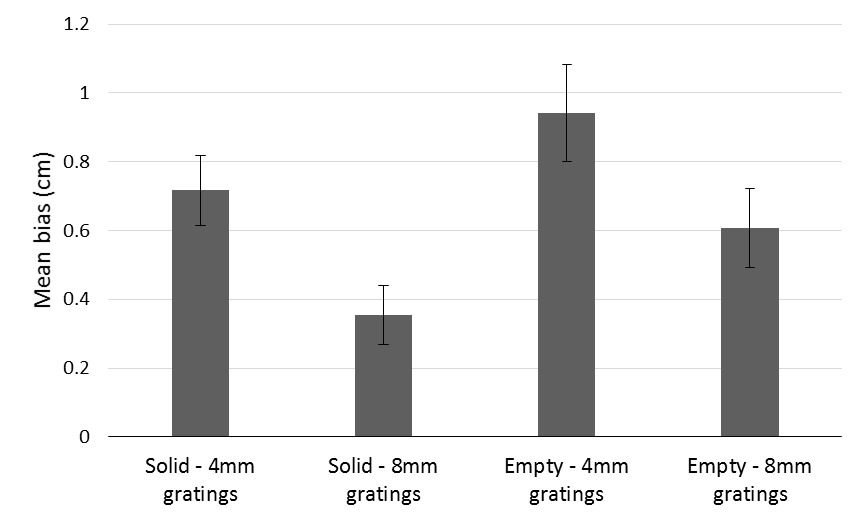 1.2
1
0.8
0.6
0.4
0.2
0
Mean bias (cm)
Solid - 4mm
gratings
Solid - 8mm
gratings
Empty - 4mm
gratings
Empty - 8mm
gratings